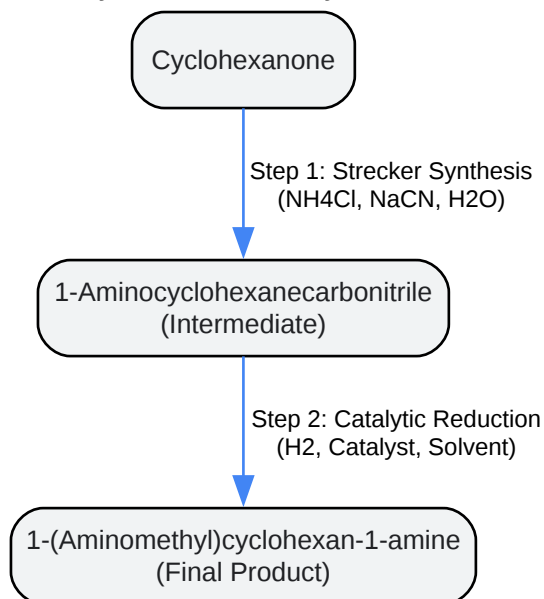 Cyclohexanone
Step 1: Strecker Synthesis
(NH4Cl, NaCN, H2O)
1-Aminocyclohexanecarbonitrile
(Intermediate)
Step 2: Catalytic Reduction
(H2, Catalyst, Solvent)
1-(Aminomethyl)cyclohexan-1-amine
(Final Product)